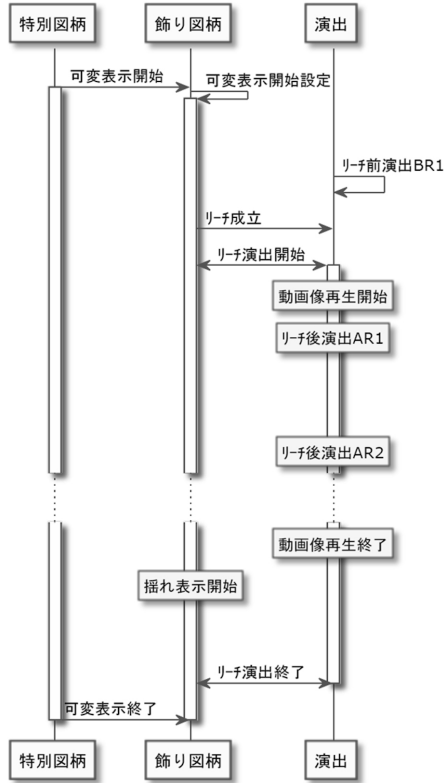 特別図柄
飾り図柄
演出
可変表示開始
可変表示開始設定
ﾘｰﾁ前演出BR1
ﾘｰﾁ成立
ﾘｰﾁ演出開始
動画像再生開始
ﾘｰﾁ後演出AR1
ﾘｰﾁ後演出AR2
動画像再生終了
揺れ表示開始
ﾘｰﾁ演出終了
可変表示終了
特別図柄
飾り図柄
演出